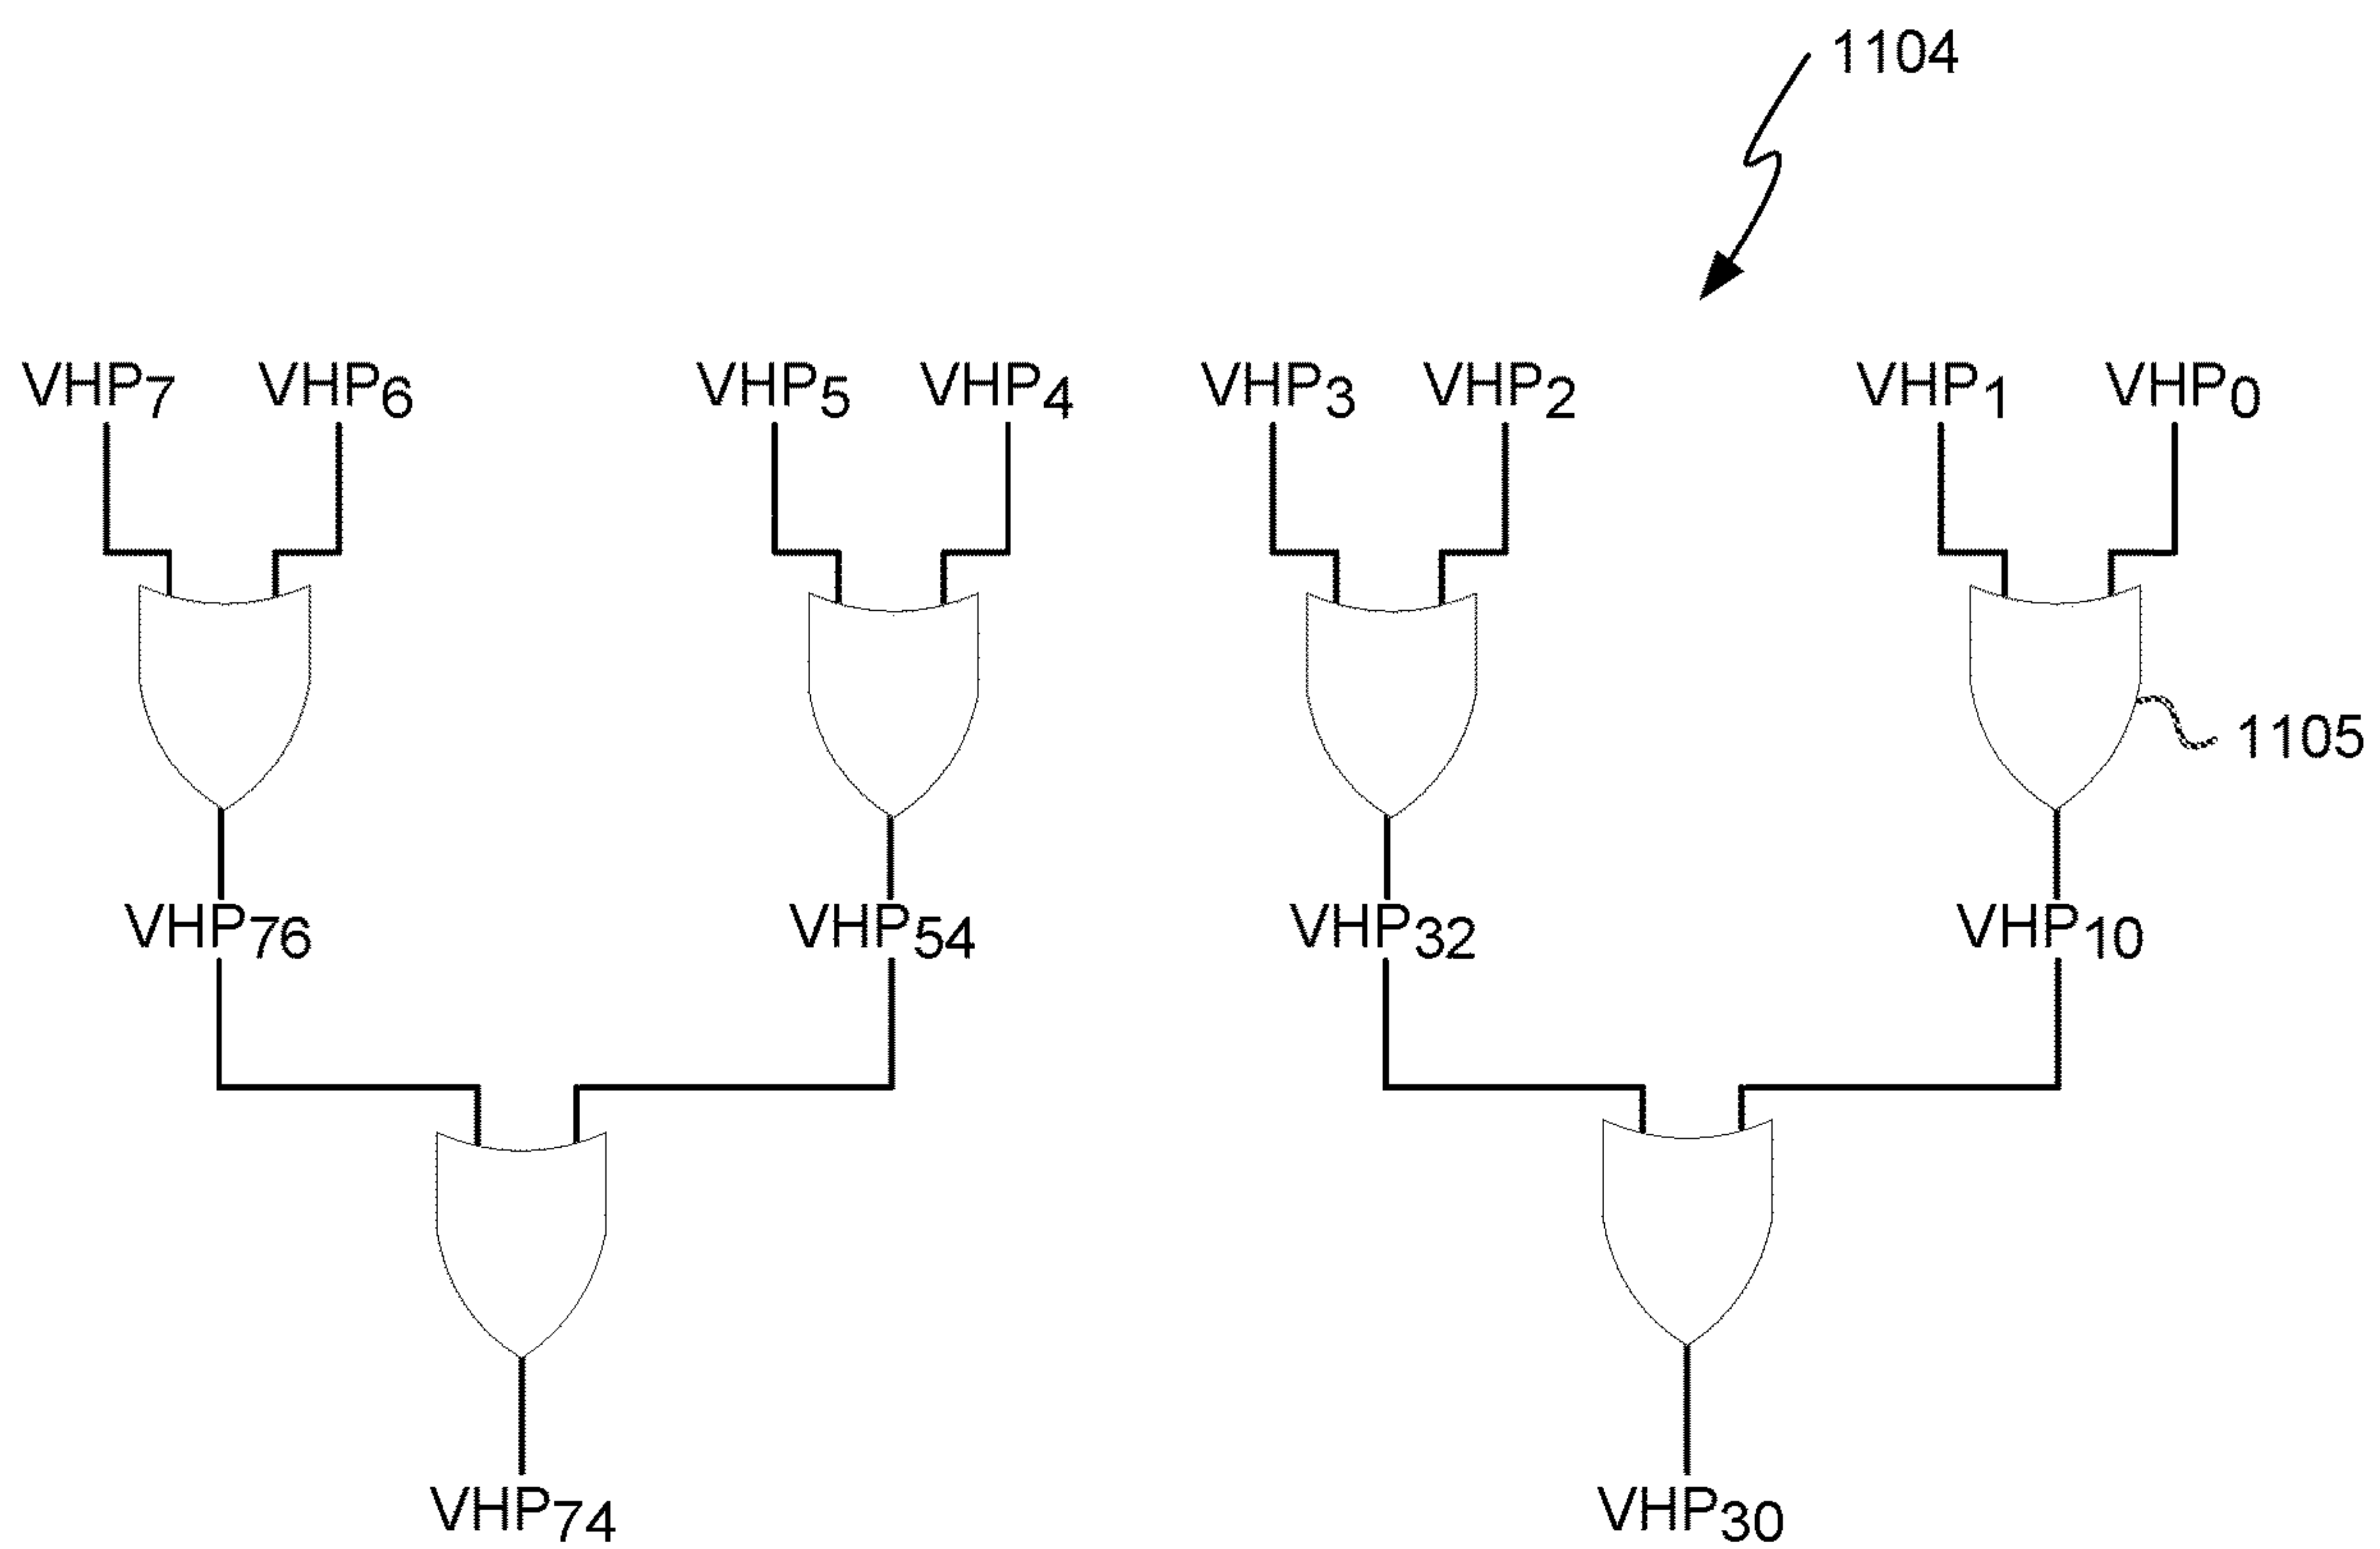 1104
VHP7 VHP6 VHP5 VHP4 VHP3 VHP2 VHP1 VHP0
1105
VHP76 VHP54 VHP32 VHP10
VHP74 VHP30